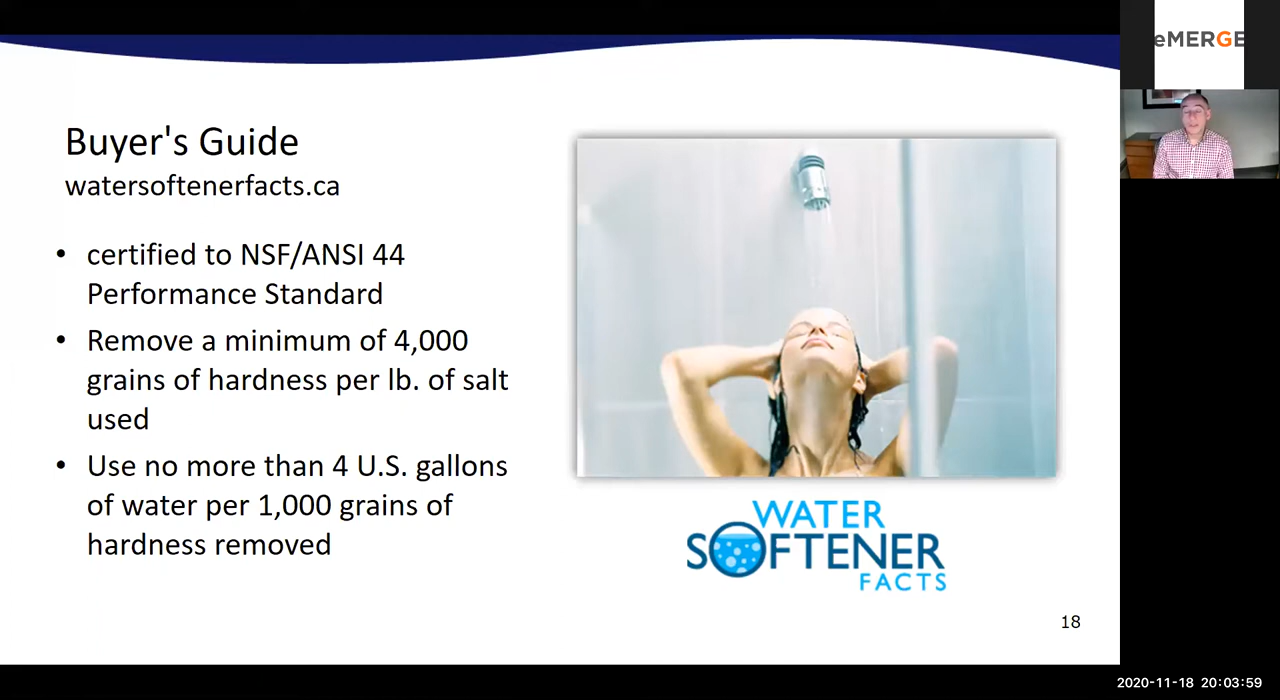 eMERGE
Buyer's Guide
watersoftenerfacts.ca
• certified to NSF/ANSI 44
Performance Standard
• Remove a minimum of 4,000
grains of hardness per lb. of salt
used
• Use no more than 4 U.S. gallons
of water per 1,000 grains of
hardness removed
WATER
SOFTENER
FACTS
18
2020-11-18 20:03:59